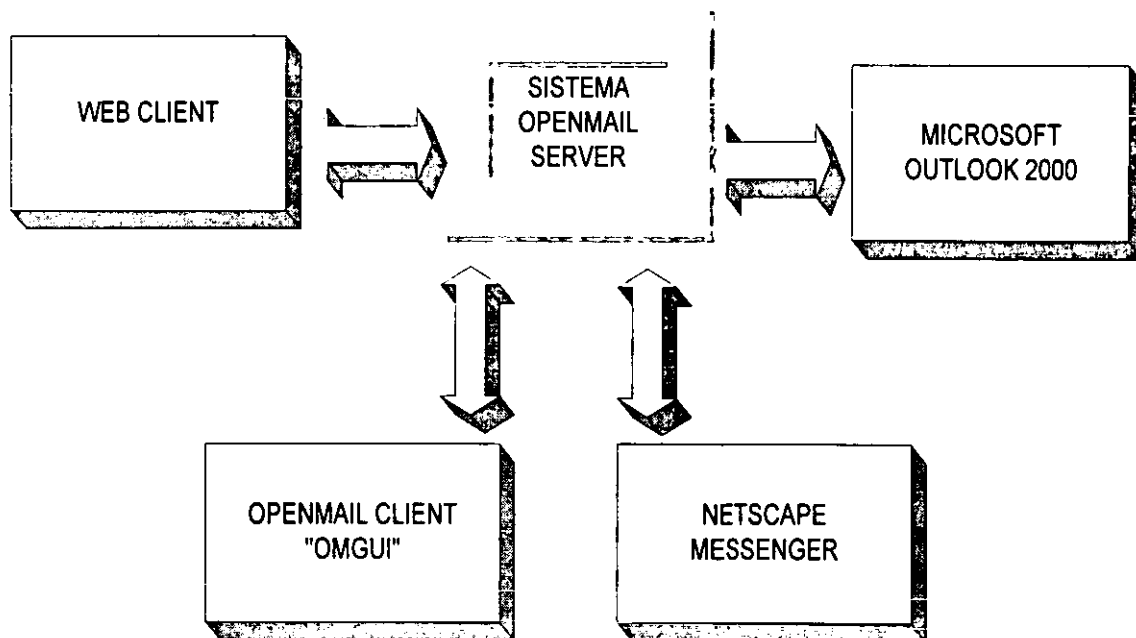 WEB CLIENT
SISTEMA
OPENMAIL
SERVER
MICROSOFT
OUTLOOK 2000
OPENMAIL CLIENT
"OMGUI"
NETSCAPE
MESSENGER